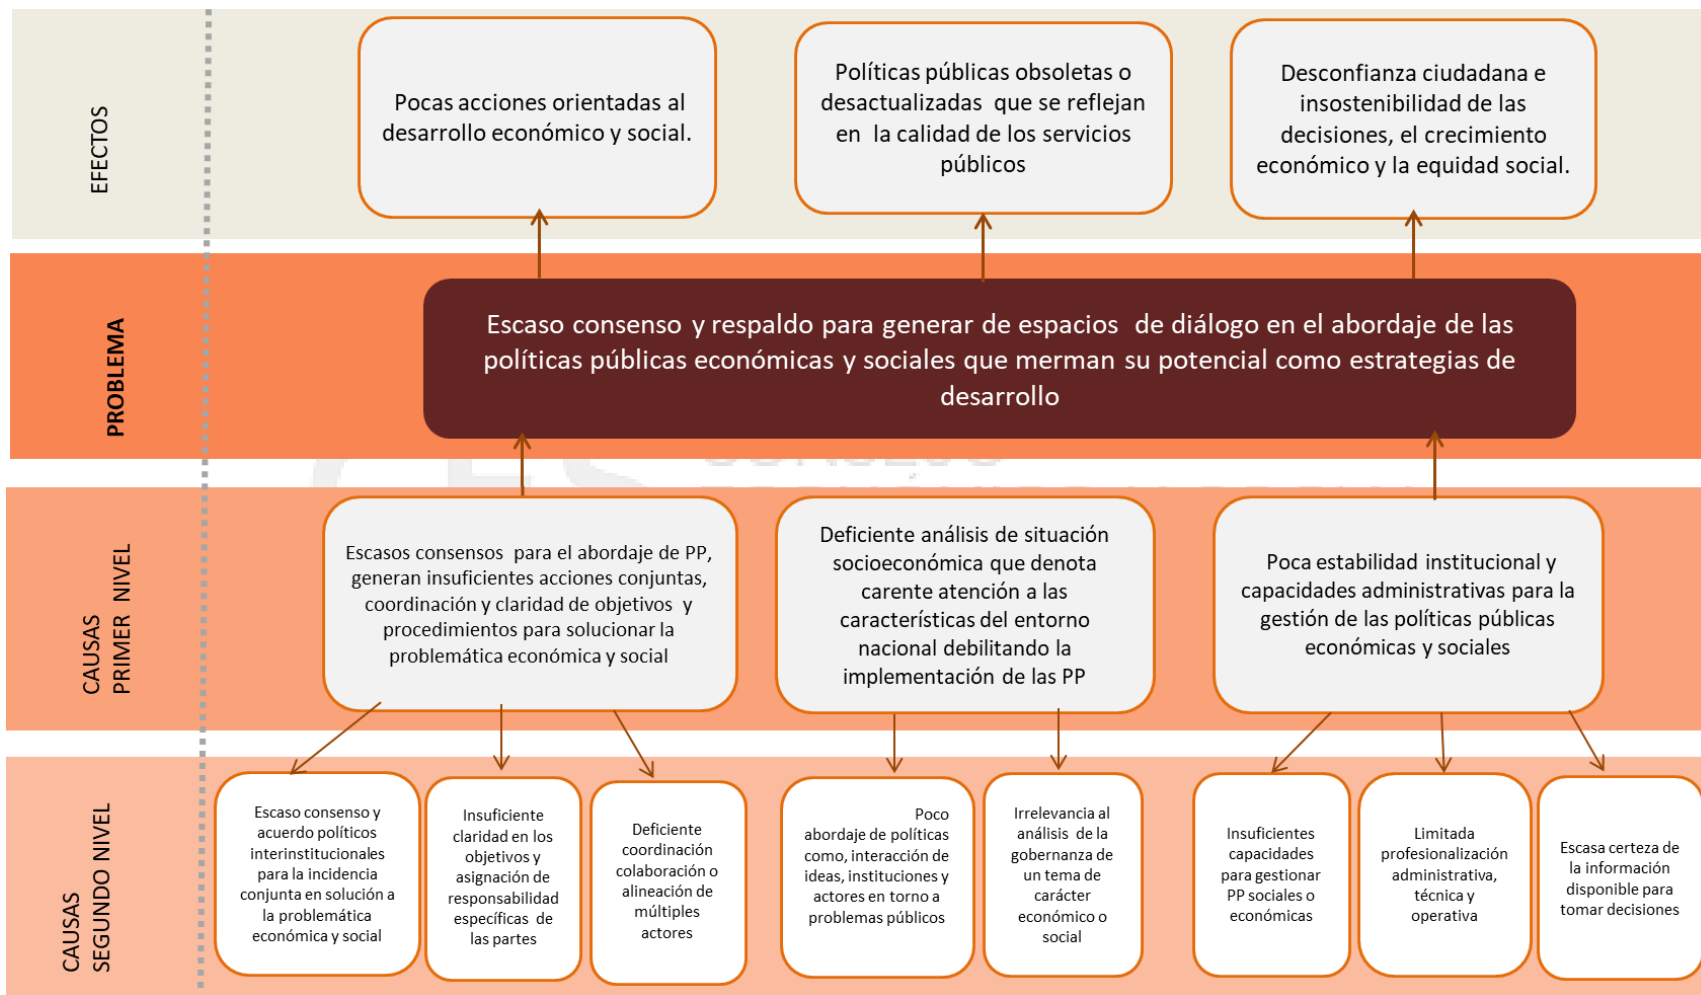 EFECTOS
Pocas acciones orientadas al
desarrollo económico y social.
Políticas públicas obsoletas o
desactualizadas que se reflejan
en la calidad de los servicios
públicos
Desconfianza ciudadana e
insostenibilidad de las
decisiones, el crecimiento
económico y la equidad social.
PROBLEMA
Escaso consenso y respaldo para generar de espacios de diálogo en el abordaje de las
políticas públicas económicas y sociales que merman su potencial como estrategias de
desarrollo
CAUSAS
PRIMER NIVEL
Escasos consensos para el abordaje de PP,
generan insuficientes acciones conjuntas,
coordinación y claridad de objetivos y
procedimientos para solucionar la
problemática económica y social
Deficiente análisis de situación
socioeconómica que denota
carente atención a las
características del entorno
nacional debilitando la
implementación de las PP
Poca estabilidad institucional y
capacidades administrativas para la
gestión de las políticas públicas
económicas y sociales
CAUSAS
SEGUNDO NIVEL
Escaso consenso y
acuerdo políticos
interinstitucionales
para la incidencia
conjunta en solución a
la problemática
económica y social
Insuficiente
claridad en los
objetivos y
asignación de
responsabilidad
específicas de
las partes
Deficiente
coordinación
colaboración o
alineación de
múltiples
actores
Poco
abordaje de políticas
como, interacción de
ideas, instituciones y
actores en torno a
problemas públicos
Irrelevancia al
análisis de la
gobernanza de
un tema de
carácter
económico o
social
Insuficientes
capacidades
para gestionar
PP sociales o
económicas
Limitada
profesionalización
administrativa,
técnica y
operativa
Escasa certeza de
la información
disponible para
tomar decisiones